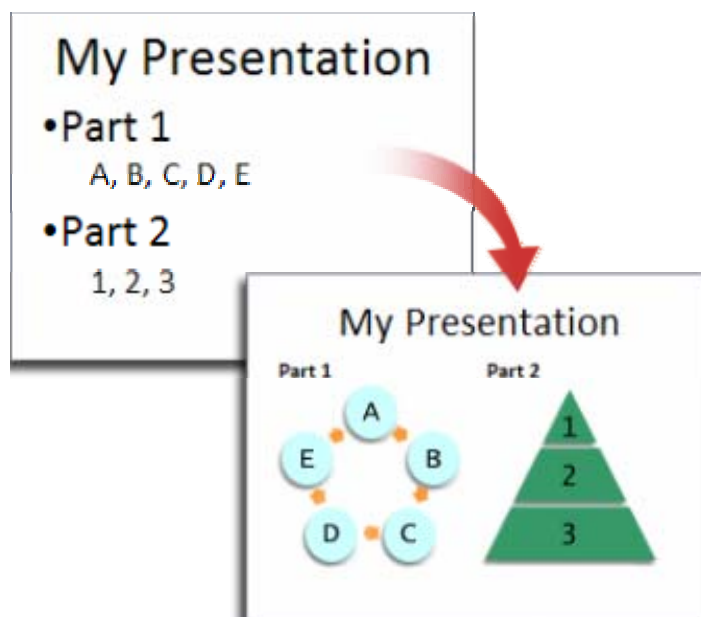 My Presentation
•Part 1
A, B, C, D, E
•Part 2
1, 2, 3
My Presentation
Part 1
A
B
C
D
E
Part 2
1
2
3